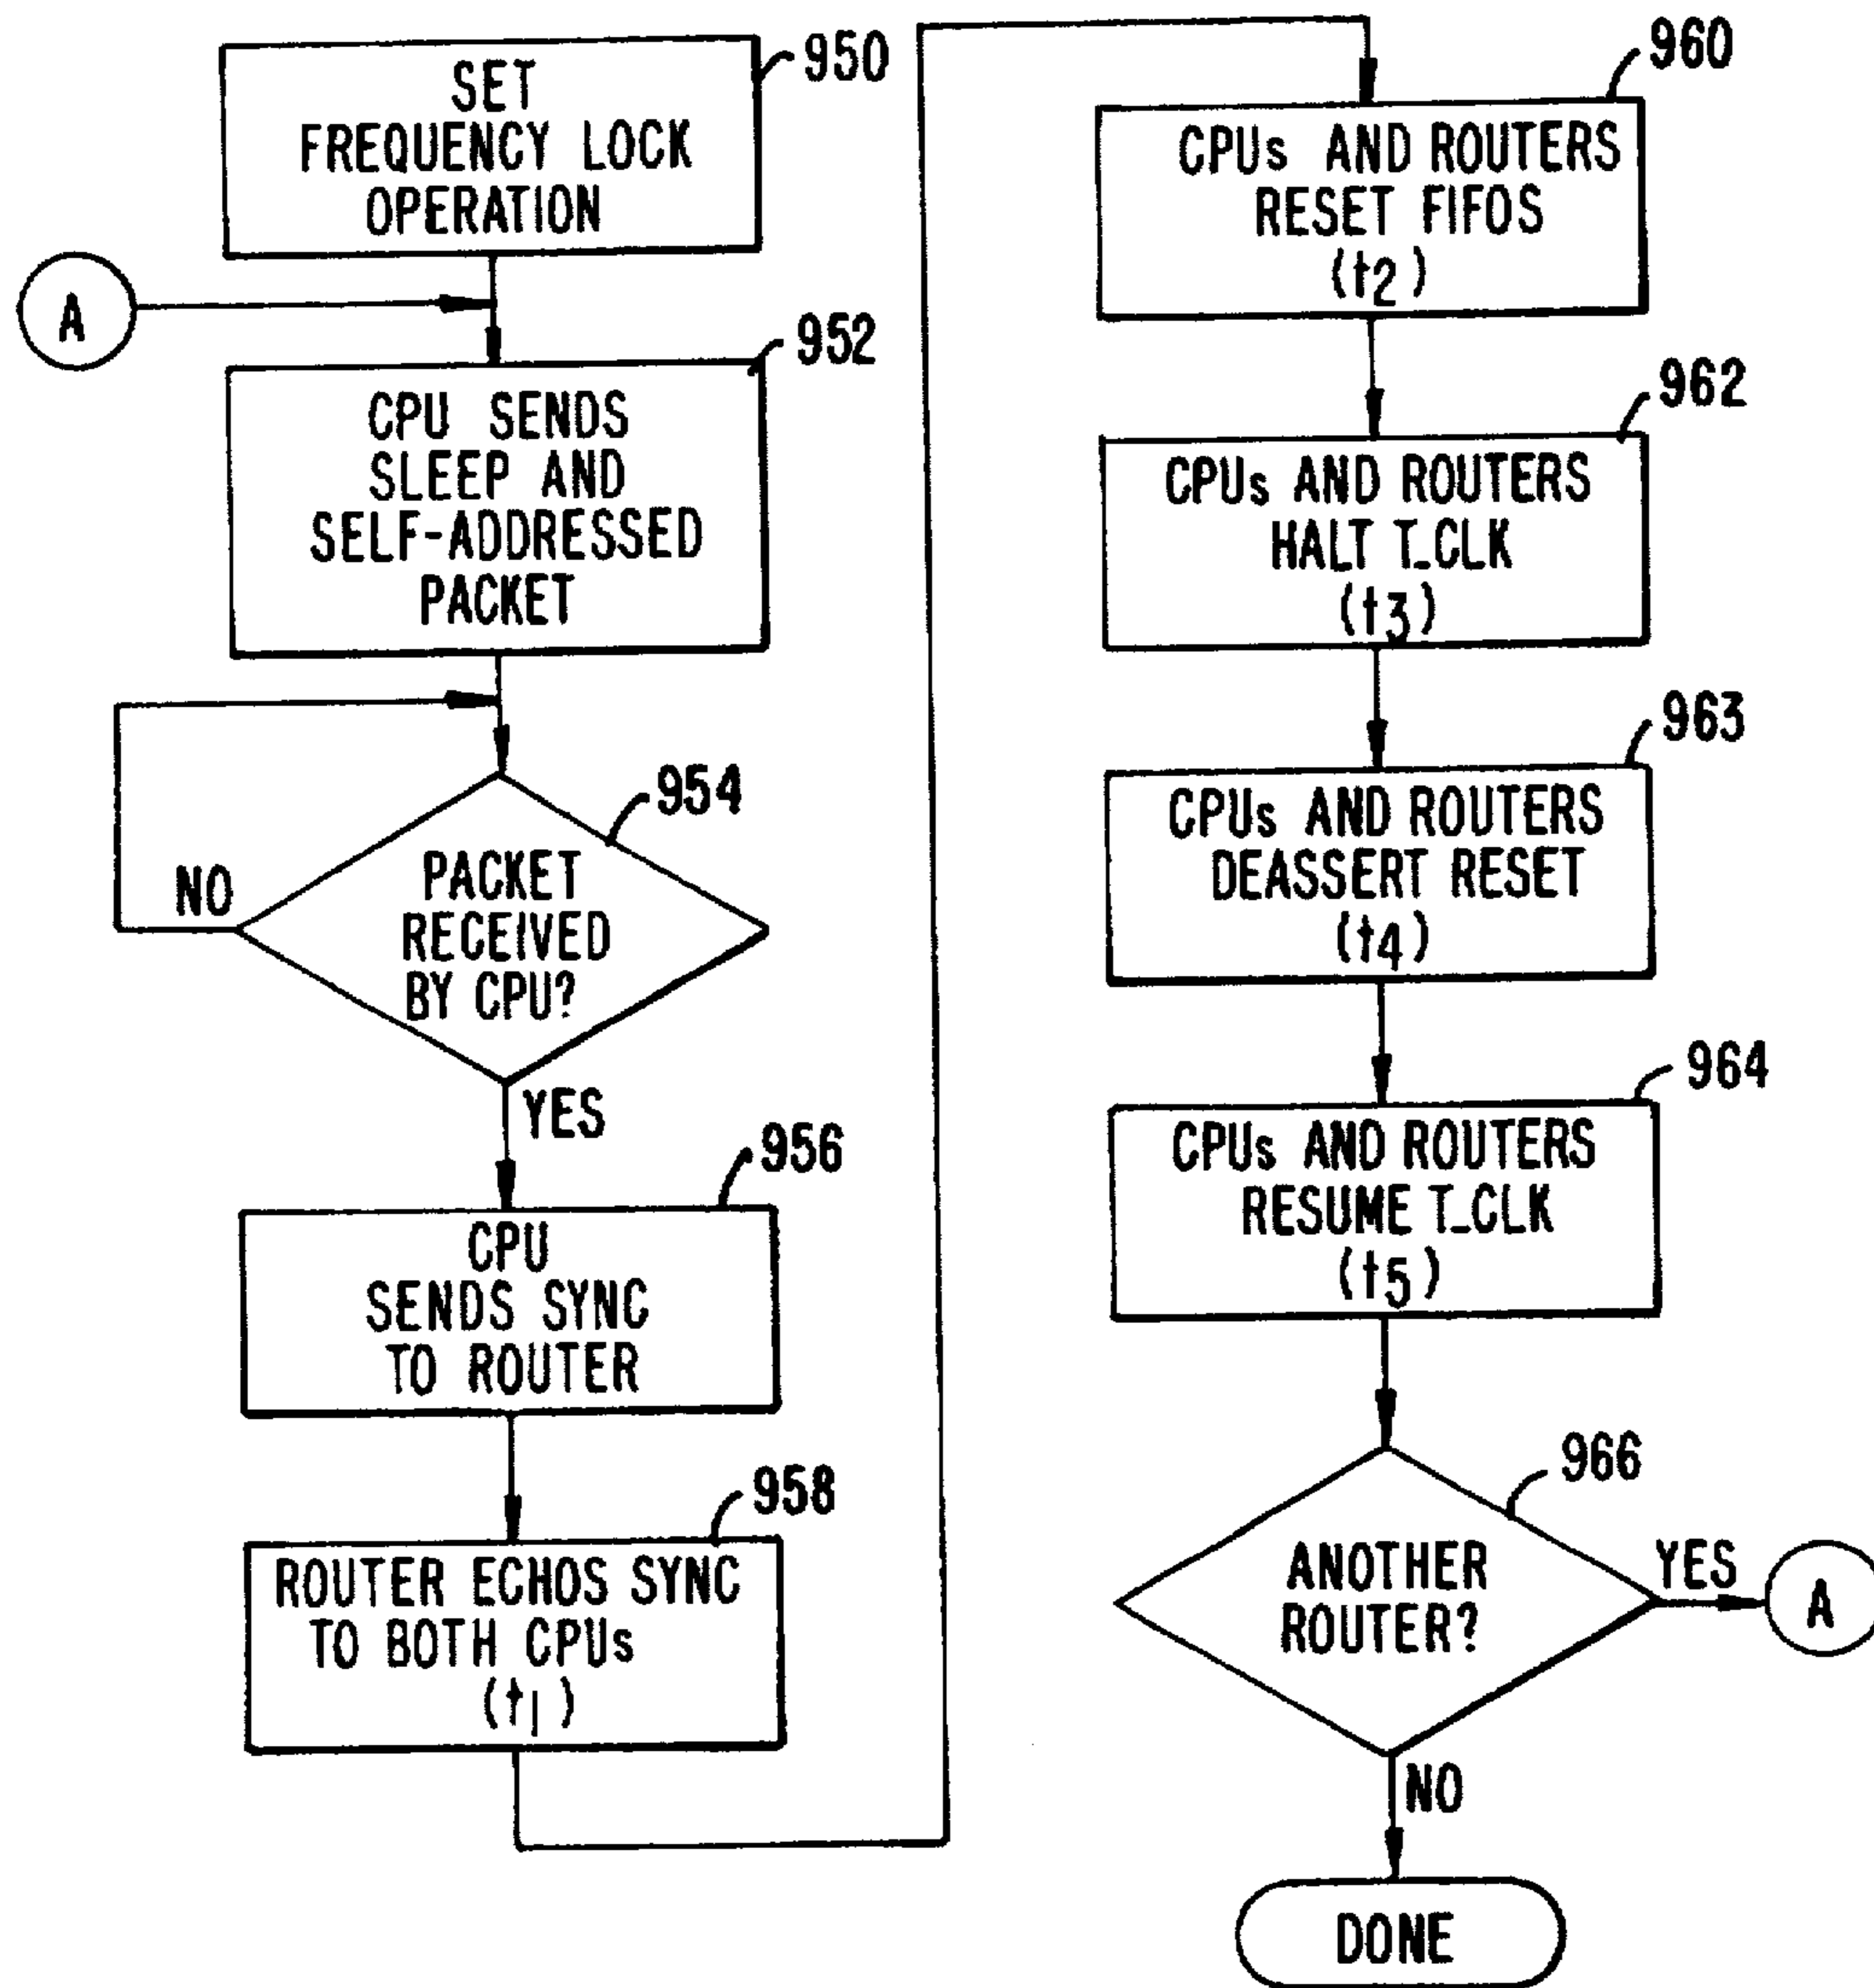 950
SET
FREQUENCY LOCK
OPERATION
A
952
CPU SENDS
SLEEP AND
SELF-ADDRESSED
PACKET
954
PACKET
RECEIVED
BY CPU?
NO
YES
956
CPU
SENDS SYNC
TO ROUTER
958
ROUTER ECHOS SYNC
TO BOTH CPUs
(t1)
960
CPUs AND ROUTERS
RESET FIFOS
(t2)
962
CPUs AND ROUTERS
HALT T_CLK
(t3)
963
CPUs AND ROUTERS
DEASSERT RESET
(t4)
964
CPUs AND ROUTERS
RESUME T_CLK
(t5)
966
ANOTHER
ROUTER?
YES
A
NO
DONE